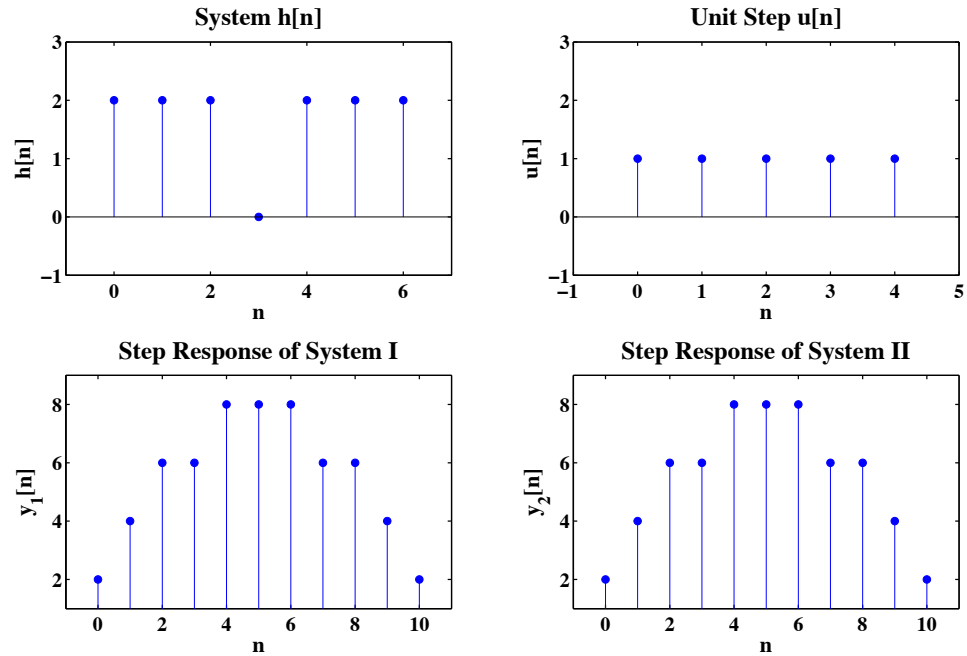 System h[n]
3
2
1
0
−1
h[n]
0 2 4 6
n
Unit Step u[n]
3
2
1
0
−1
u[n]
−1 0 1 2 3 4 5
n
Step Response of System I
8
6
4
2
y1[n]
0 2 4 6 8 10
n
Step Response of System II
8
6
4
2
y2[n]
0 2 4 6 8 10
n